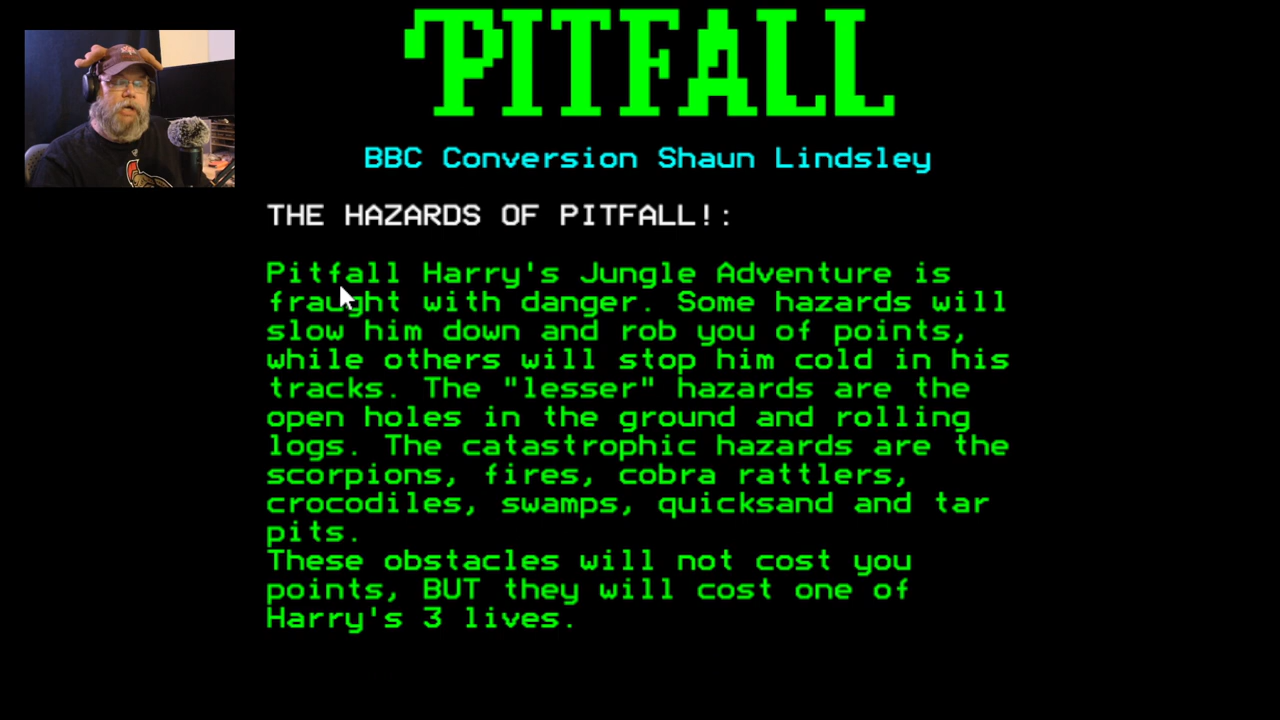 PITFALL
BBC Conversion Shaun Lindsley
THE HAZARDS OF PITFALL!:
Pitfall Harry's Jungle Adventure is
fraught with danger. Some hazards will
slow him down and rob you of points,
while others will stop him cold in his
tracks. The "lesser" hazards are the
open holes in the ground and rolling
logs. The catastrophic hazards are the
scorpions, fires, cobra rattlers,
crocodiles, swamps, quicksand and tar
pits.
These obstacles will not cost you
points, BUT they will cost one of
Harry's 3 lives.